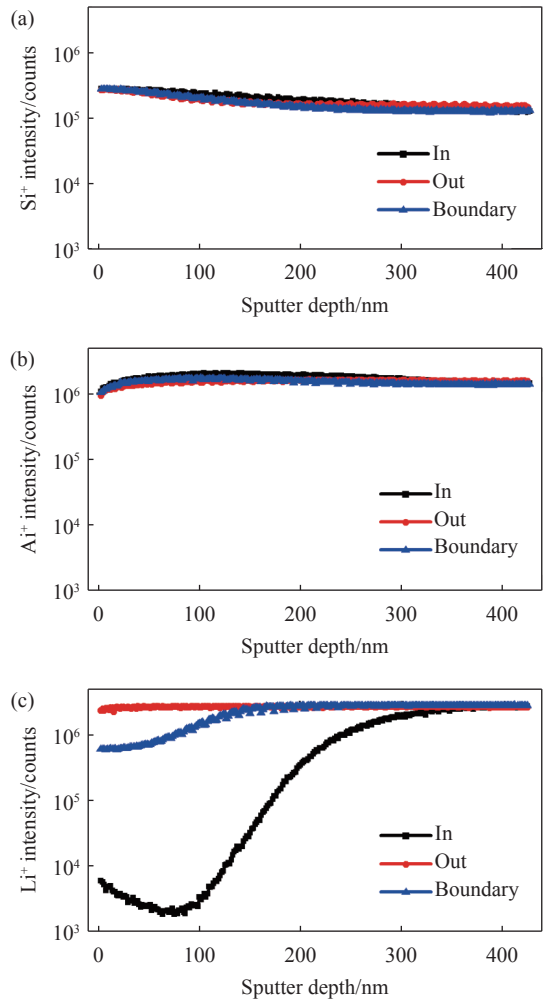 (a)
10⁶
10⁵
10⁴
10³
Si⁺ intensity/counts
In
Out
Boundary
0 100 200 300 400
Sputter depth/nm
(b)
10⁶
10⁵
10⁴
10³
Ai⁺ intensity/counts
In
Out
Boundary
0 100 200 300 400
Sputter depth/nm
(c)
10⁶
10⁵
10⁴
10³
Li⁺ intensity/counts
In
Out
Boundary
0 100 200 300 400
Sputter depth/nm